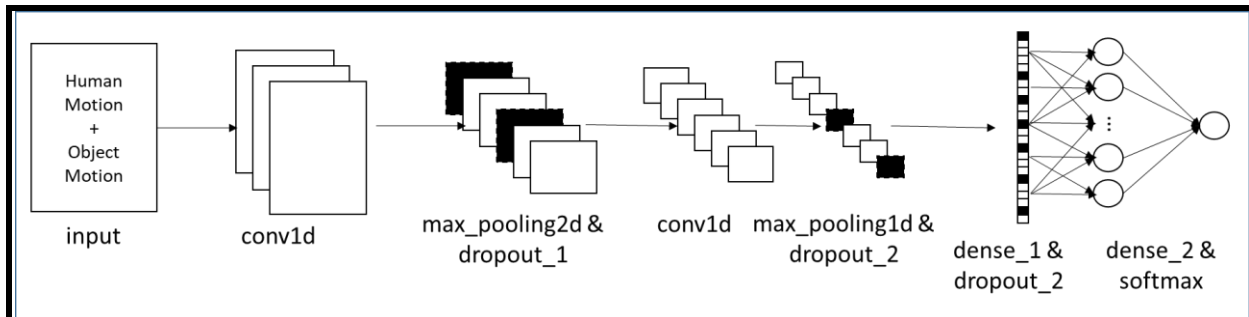 Human
Motion
+
Object
Motion
input
conv1d
max_pooling2d &
dropout_1
conv1d
max_pooling1d &
dropout_2
dense_1 &
dropout_2
...
dense_2 &
softmax